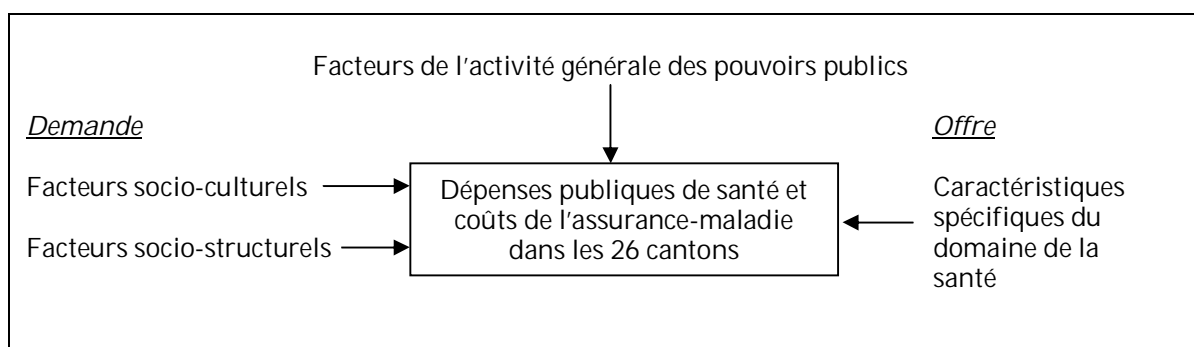 Facteurs de l'activité générale des pouvoirs publics
Demande
Facteurs socio-culturels
Facteurs socio-structurels
Dépenses publiques de santé et
coûts de l'assurance-maladie
dans les 26 cantons
Offre
Caractéristiques
spécifiques du
domaine de la
santé